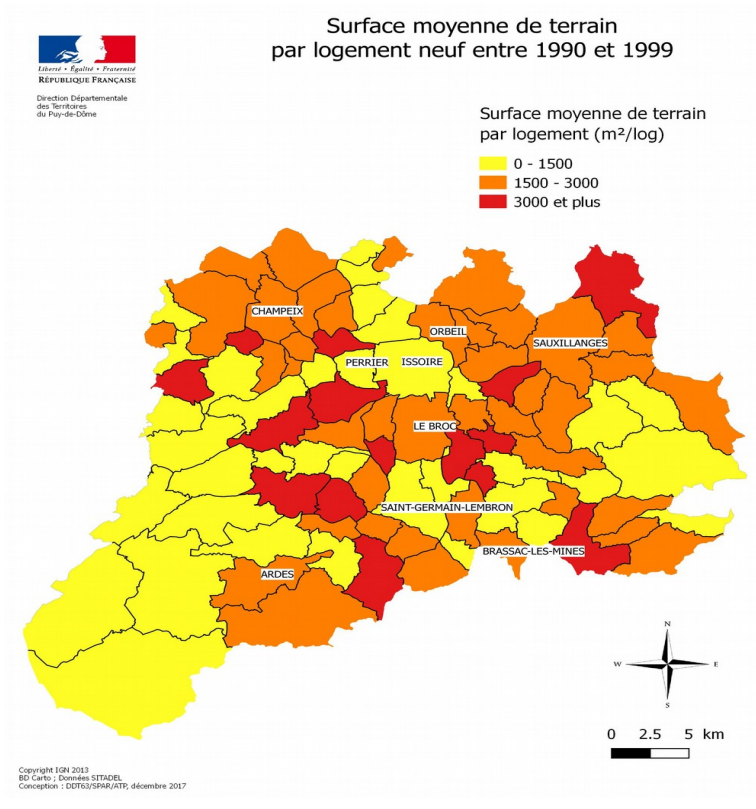 Surface moyenne de terrain
par logement neuf entre 1990 et 1999
Liberté • Égalité • Fraternité
RÉPUBLIQUE FRANÇAISE
Direction Départementale
des Territoires
du Puy-de-Dôme
Surface moyenne de terrain
par logement (m²/log)
0 - 1500
1500 - 3000
3000 et plus
CHAMPEIX
ORBEIL
SAUXILLANGES
PERRIER
ISSOIRE
LE BROC
SAINT-GERMAIN-LEMBRON
BRASSAC-LES-MINES
ARDES
N
W
E
S
0 2.5 5 km
Copyright IGN 2013
BD Carto ; Données SITADEL
Conception : DDT63/SPAR/ATP, décembre 2017